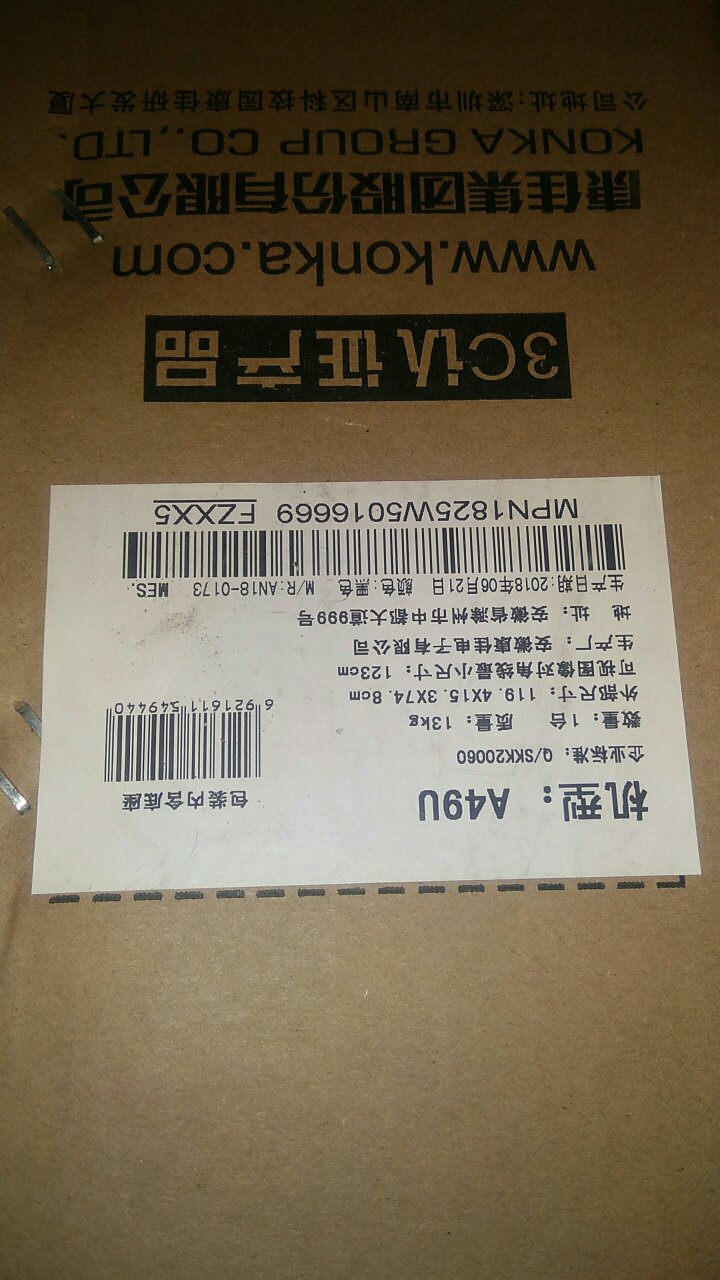 机型: A49U
包装内含底座
企业标准: Q/SKK20060
数量: 1台 质量: 13kg
外部尺寸: 119.4X15.3X74.8cm
6 921611 549440
可视图像对角线最小尺寸: 123cm
生产厂: 安徽康佳电子有限公司
地 址: 安徽省滁州市中都大道999号
生产日期:2018年06月21日 颜色:黑色 M/R:AN18-0173 MES.
MPN1825W5016669 FZXX5
3C认证产品
www.konka.com
康佳集团股份有限公司
KONKA GROUP CO.,LTD.
公司地址:深圳市南山区科技园康佳研发大厦